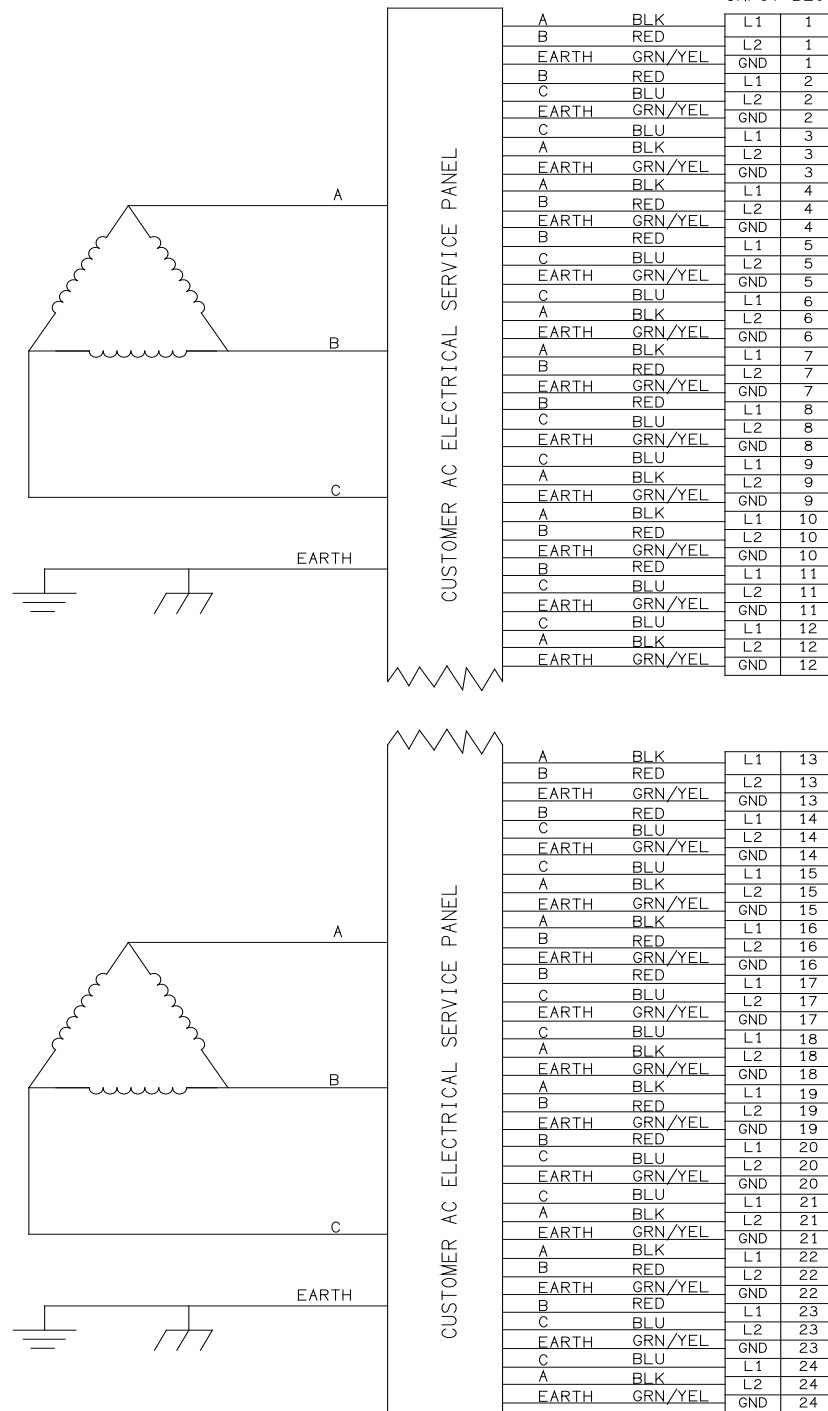 A
B
C
EARTH
CUSTOMER AC ELECTRICAL SERVICE PANEL
A BLK L1 1
B RED L2 1
EARTH GRN/YEL GND 1
B RED L1 2
C BLU L2 2
EARTH GRN/YEL GND 2
C BLU L1 3
A BLK L2 3
EARTH GRN/YEL GND 3
A BLK L1 4
B RED L2 4
EARTH GRN/YEL GND 4
B RED L1 5
C BLU L2 5
EARTH GRN/YEL GND 5
C BLU L1 6
A BLK L2 6
EARTH GRN/YEL GND 6
A BLK L1 7
B RED L2 7
EARTH GRN/YEL GND 7
B RED L1 8
C BLU L2 8
EARTH GRN/YEL GND 8
C BLU L1 9
A BLK L2 9
EARTH GRN/YEL GND 9
A BLK L1 10
B RED L2 10
EARTH GRN/YEL GND 10
B RED L1 11
C BLU L2 11
EARTH GRN/YEL GND 11
C BLU L1 12
A BLK L2 12
EARTH GRN/YEL GND 12
A
B
C
EARTH
CUSTOMER AC ELECTRICAL SERVICE PANEL
A BLK L1 13
B RED L2 13
EARTH GRN/YEL GND 13
B RED L1 14
C BLU L2 14
EARTH GRN/YEL GND 14
C BLU L1 15
A BLK L2 15
EARTH GRN/YEL GND 15
A BLK L1 16
B RED L2 16
EARTH GRN/YEL GND 16
B RED L1 17
C BLU L2 17
EARTH GRN/YEL GND 17
C BLU L1 18
A BLK L2 18
EARTH GRN/YEL GND 18
A BLK L1 19
B RED L2 19
EARTH GRN/YEL GND 19
B RED L1 20
C BLU L2 20
EARTH GRN/YEL GND 20
C BLU L1 21
A BLK L2 21
EARTH GRN/YEL GND 21
A BLK L1 22
B RED L2 22
EARTH GRN/YEL GND 22
B RED L1 23
C BLU L2 23
EARTH GRN/YEL GND 23
C BLU L1 24
A BLK L2 24
EARTH GRN/YEL GND 24